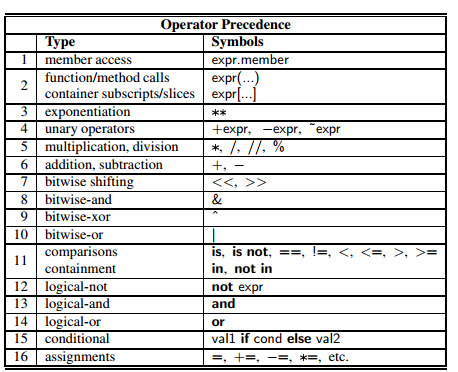 Operator Precedence
Type Symbols
1 member access expr.member
2 function/method calls expr(...)
container subscripts/slices expr[...]
3 exponentiation **
4 unary operators +expr, −expr, ˜expr
5 multiplication, division *, /, //, %
6 addition, subtraction +, −
7 bitwise shifting <<, >>
8 bitwise-and &
9 bitwise-xor ˆ
10 bitwise-or |
11 comparisons is, is not, ==, !=, <, <=, >, >=
containment in, not in
12 logical-not not expr
13 logical-and and
14 logical-or or
15 conditional val1 if cond else val2
16 assignments =, +=, −=, *=, etc.